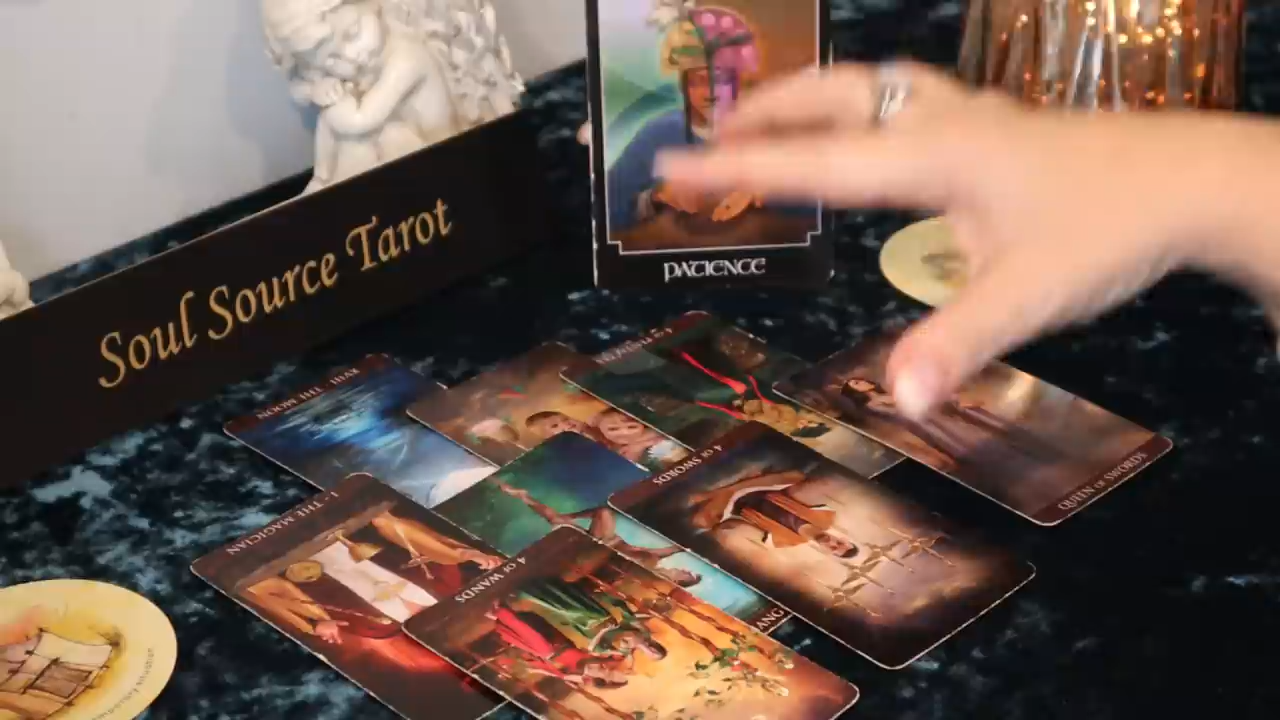 Soul Source Tarot
PATIENCE
XVIII THE MOON
QUEEN OF SWORDS
4 OF SWORDS
I THE MAGICIAN
4 OF WANDS